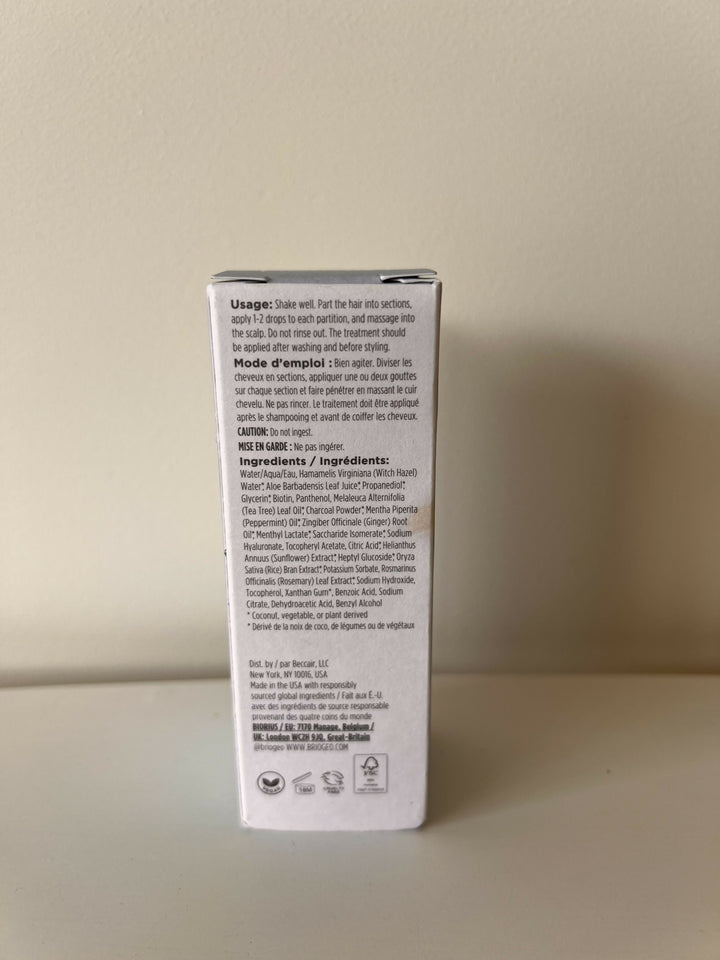 Usage: Shake well. Part the hair into sections,
apply 1-2 drops to each partition, and massage into
the scalp. Do not rinse out. The treatment should
be applied after washing and before styling.
Mode d'emploi : Bien agiter. Diviser les
cheveux en sections, appliquer une ou deux gouttes
sur chaque section et faire pénétrer en massant le cuir
chevelu. Ne pas rincer. Le traitement doit être appliqué
après le shampooing et avant de coiffer les cheveux.
CAUTION: Do not ingest.
MISE EN GARDE : Ne pas ingérer.
Ingredients / Ingrédients:
Water/Aqua/Eau, Hamamelis Virginiana (Witch Hazel)
Water*, Aloe Barbadensis Leaf Juice*, Propanediol*,
Glycerin*, Biotin, Panthenol, Melaleuca Alternifolia
(Tea Tree) Leaf Oil*, Charcoal Powder*, Mentha Piperita
(Peppermint) Oil*, Zingiber Officinale (Ginger) Root
Oil*, Menthyl Lactate*, Saccharide Isomerate*, Sodium
Hyaluronate, Tocopheryl Acetate, Citric Acid*, Helianthus
Annuus (Sunflower) Extract*, Heptyl Glucoside*, Oryza
Sativa (Rice) Bran Extract*, Potassium Sorbate, Rosmarinus
Officinalis (Rosemary) Leaf Extract*, Sodium Hydroxide,
Tocopherol, Xanthan Gum*, Benzoic Acid, Sodium
Citrate, Dehydroacetic Acid, Benzyl Alcohol
* Coconut, vegetable, or plant derived
* Dérivé de la noix de coco, de légumes ou de végétaux
Dist. by / par Beccair, LLC
New York, NY 10016, USA
Made in the USA with responsibly
sourced global ingredients / Fait aux É.-U.
avec des ingrédients de source responsable
provenant des quatre coins du monde
BIORIUS / EU: 7170 Manage, Belgium /
UK: London WC2H 9JQ, Great-Britain
@briogeo WWW.BRIOGEO.COM
VEGAN
18M
CRUELTY
FREE
FSC